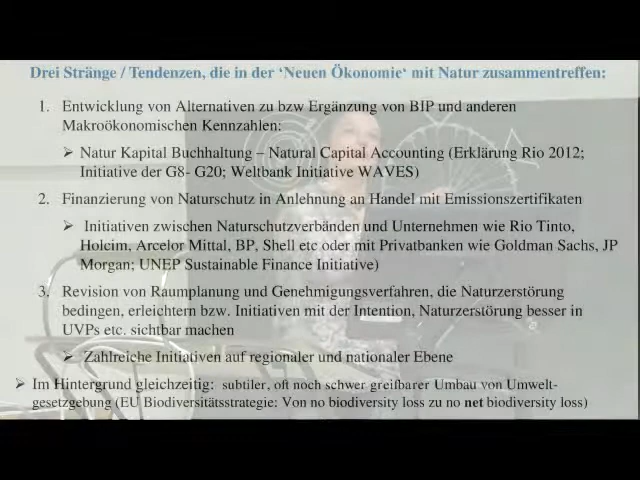 Drei Stränge / Tendenzen, die in der ‘Neuen Ökonomie‘ mit Natur zusammentreffen:
1. Entwicklung von Alternativen zu bzw Ergänzung von BIP und anderen
Makroökonomischen Kennzahlen:
➢ Natur Kapital Buchhaltung – Natural Capital Accounting (Erklärung Rio 2012;
Initiative der G8- G20; Weltbank Initiative WAVES)
2. Finanzierung von Naturschutz in Anlehnung an Handel mit Emissionszertifikaten
➢ Initiativen zwischen Naturschutzverbänden und Unternehmen wie Rio Tinto,
Holcim, Arcelor Mittal, BP, Shell etc oder mit Privatbanken wie Goldman Sachs, JP
Morgan; UNEP Sustainable Finance Initiative)
3. Revision von Raumplanung und Genehmigungsverfahren, die Naturzerstörung
bedingen, erleichtern bzw. Initiativen mit der Intention, Naturzerstörung besser in
UVPs etc. sichtbar machen
➢ Zahlreiche Initiativen auf regionaler und nationaler Ebene
➢ Im Hintergrund gleichzeitig: subtiler, oft noch schwer greifbarer Umbau von Umwelt-
gesetzgebung (EU Biodiversitätsstrategie: Von no biodiversity loss zu no net biodiversity loss)